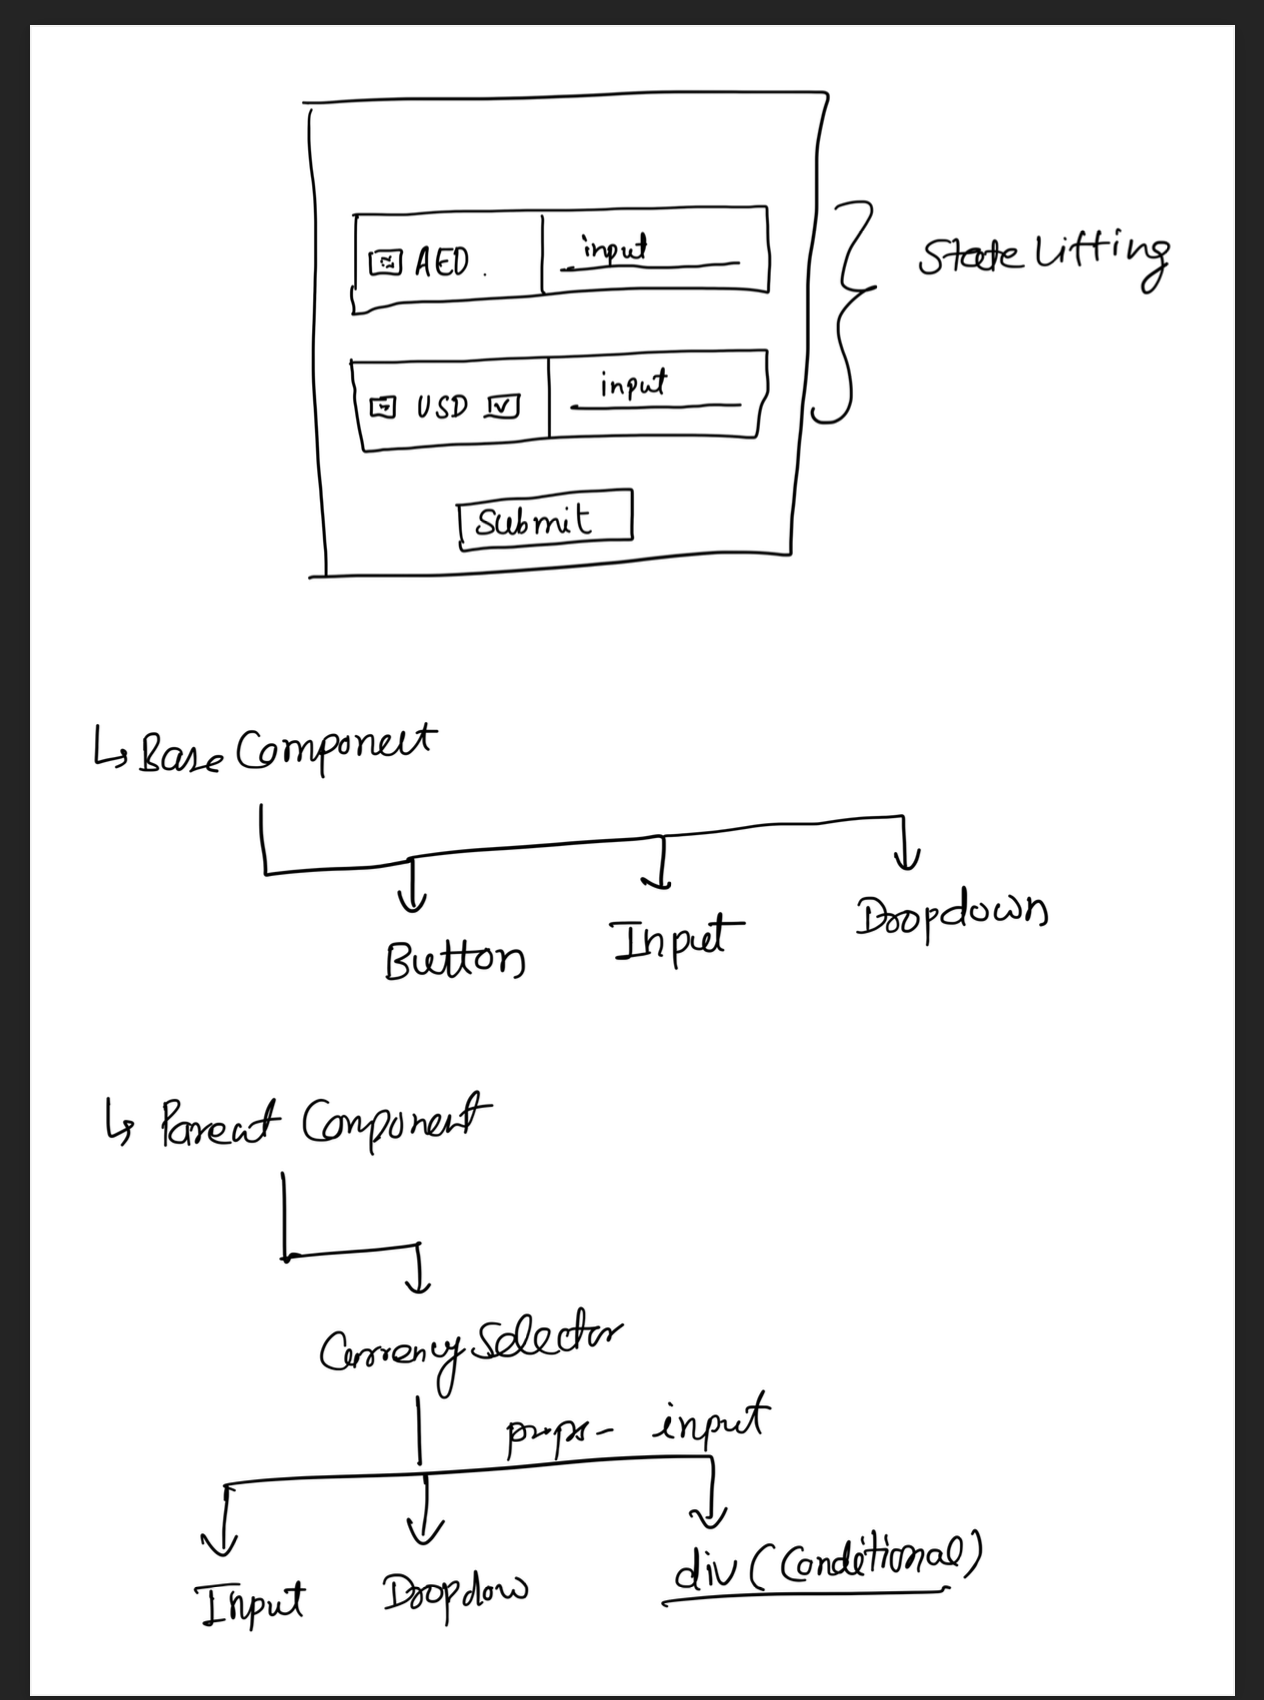 AED.
input
State Lifting
USD
input
Submit
↳ Base Component
Button
Input
Dropdown
↳ Parent Component
Currency Selector
props- input
Input
Dropdow
div (Conditional)